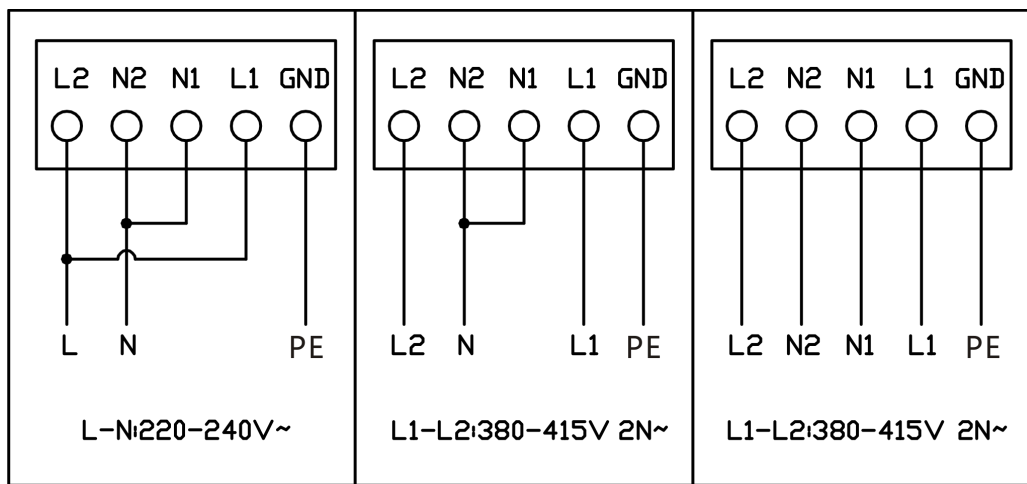 L2 N2 N1 L1 GND
L N PE
L-N:220-240V~
L2 N2 N1 L1 GND
L2 N L1 PE
L1-L2:380-415V 2N~
L2 N2 N1 L1 GND
L2 N2 N1 L1 PE
L1-L2:380-415V 2N~